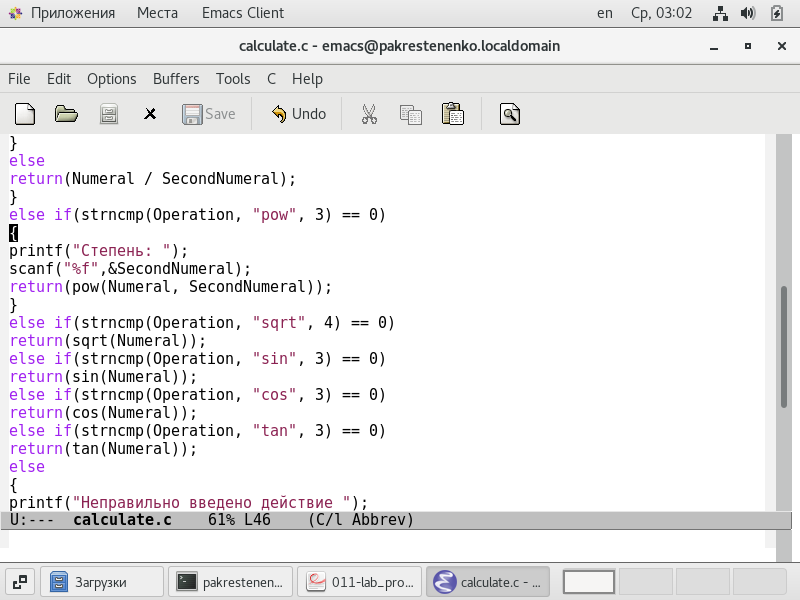 Приложения Места Emacs Client en Ср, 03:02
calculate.c - emacs@pakrestenenko.localdomain
File Edit Options Buffers Tools C Help
Save Undo
}
else
return(Numeral / SecondNumeral);
}
else if(strncmp(Operation, "pow", 3) == 0)
{
printf("Степень: ");
scanf("%f",&SecondNumeral);
return(pow(Numeral, SecondNumeral));
}
else if(strncmp(Operation, "sqrt", 4) == 0)
return(sqrt(Numeral));
else if(strncmp(Operation, "sin", 3) == 0)
return(sin(Numeral));
else if(strncmp(Operation, "cos", 3) == 0)
return(cos(Numeral));
else if(strncmp(Operation, "tan", 3) == 0)
return(tan(Numeral));
else
{
printf("Неправильно введено действие ");
U:--- calculate.c 61% L46 (C/l Abbrev)
Загрузки pakrestenen... 011-lab_pro... calculate.c - ...